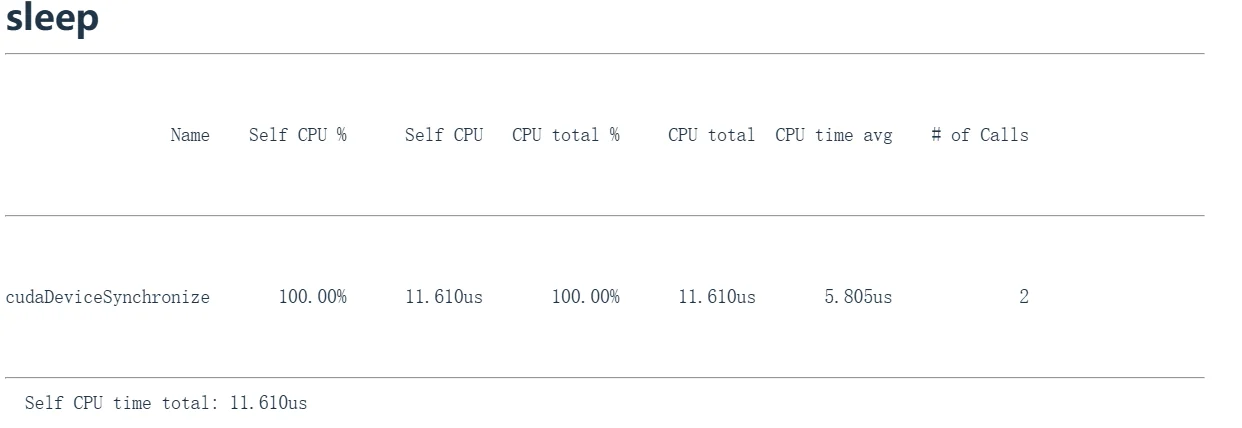 sleep
Name Self CPU % Self CPU CPU total % CPU total CPU time avg # of Calls
cudaDeviceSynchronize 100.00% 11.610us 100.00% 11.610us 5.805us 2
Self CPU time total: 11.610us